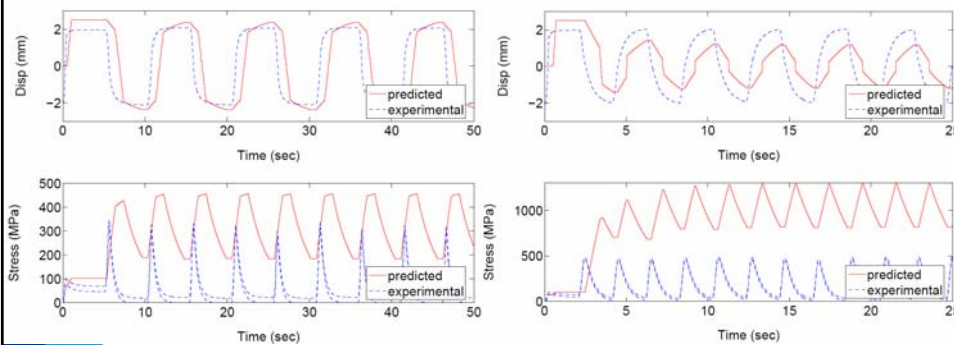 Disp (mm)
2
0
−2
predicted
experimental
0 10 20 30 40 50
Time (sec)
Disp (mm)
2
0
−2
predicted
experimental
0 5 10 15 20 25
Time (sec)
Stress (MPa)
500
400
300
200
100
0
predicted
experimental
0 10 20 30 40 50
Time (sec)
Stress (MPa)
1000
500
0
predicted
experimental
0 5 10 15 20 25
Time (sec)